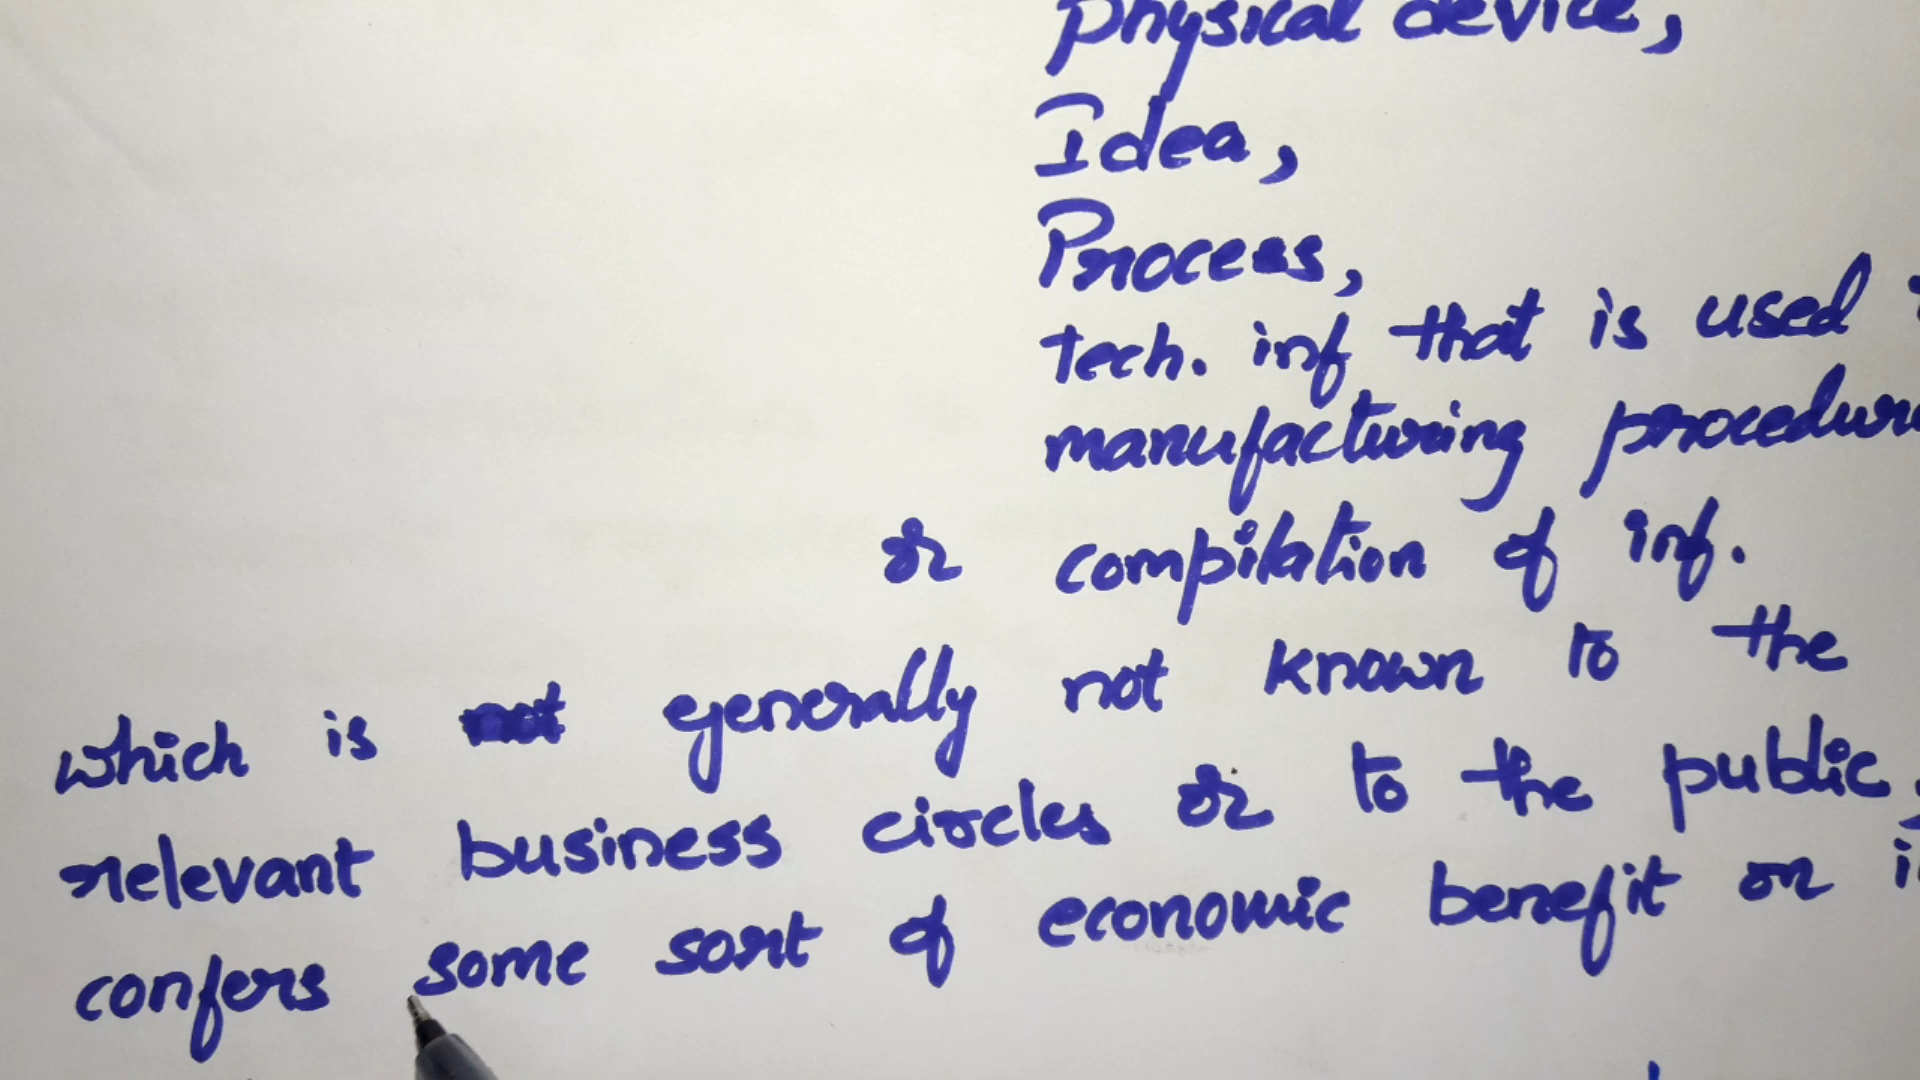 Physical device,
Idea,
Process,
tech. inf that is used
manufacturing
or compilation of inf.
which is not generally not known to the
relevant business circles or to the public,
confers some sort of economic benefit on